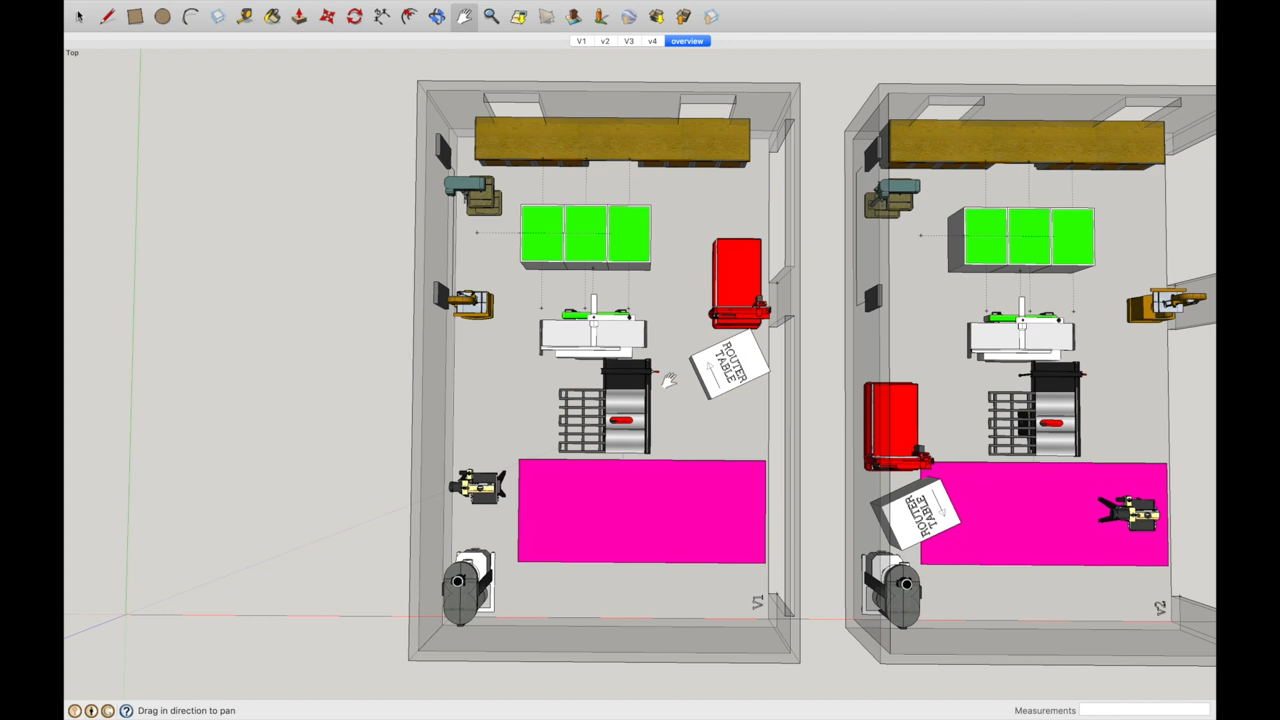 V1 v2 V3 v4 overview
Top
ROUTER
TABLE
ROUTER
TABLE
V1
V2
Drag in direction to pan
Measurements